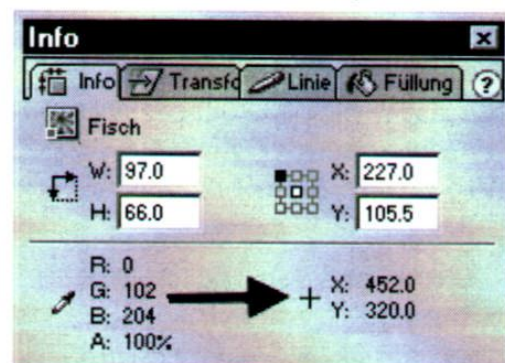 Info
Info Transfo Linie Füllung ?
Fisch
W: 97.0 X: 227.0
H: 66.0 Y: 105.5
R: 0
G: 102 X: 452.0
B: 204 Y: 320.0
A: 100%